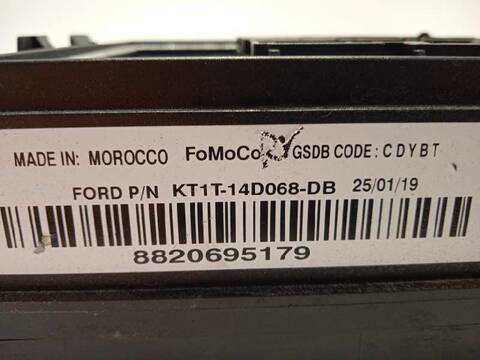 MADE IN: MOROCCO FoMoCo GSDB CODE: CDYBT
FORD P/N KT1T-14D068-DB 25/01/19
8820695179